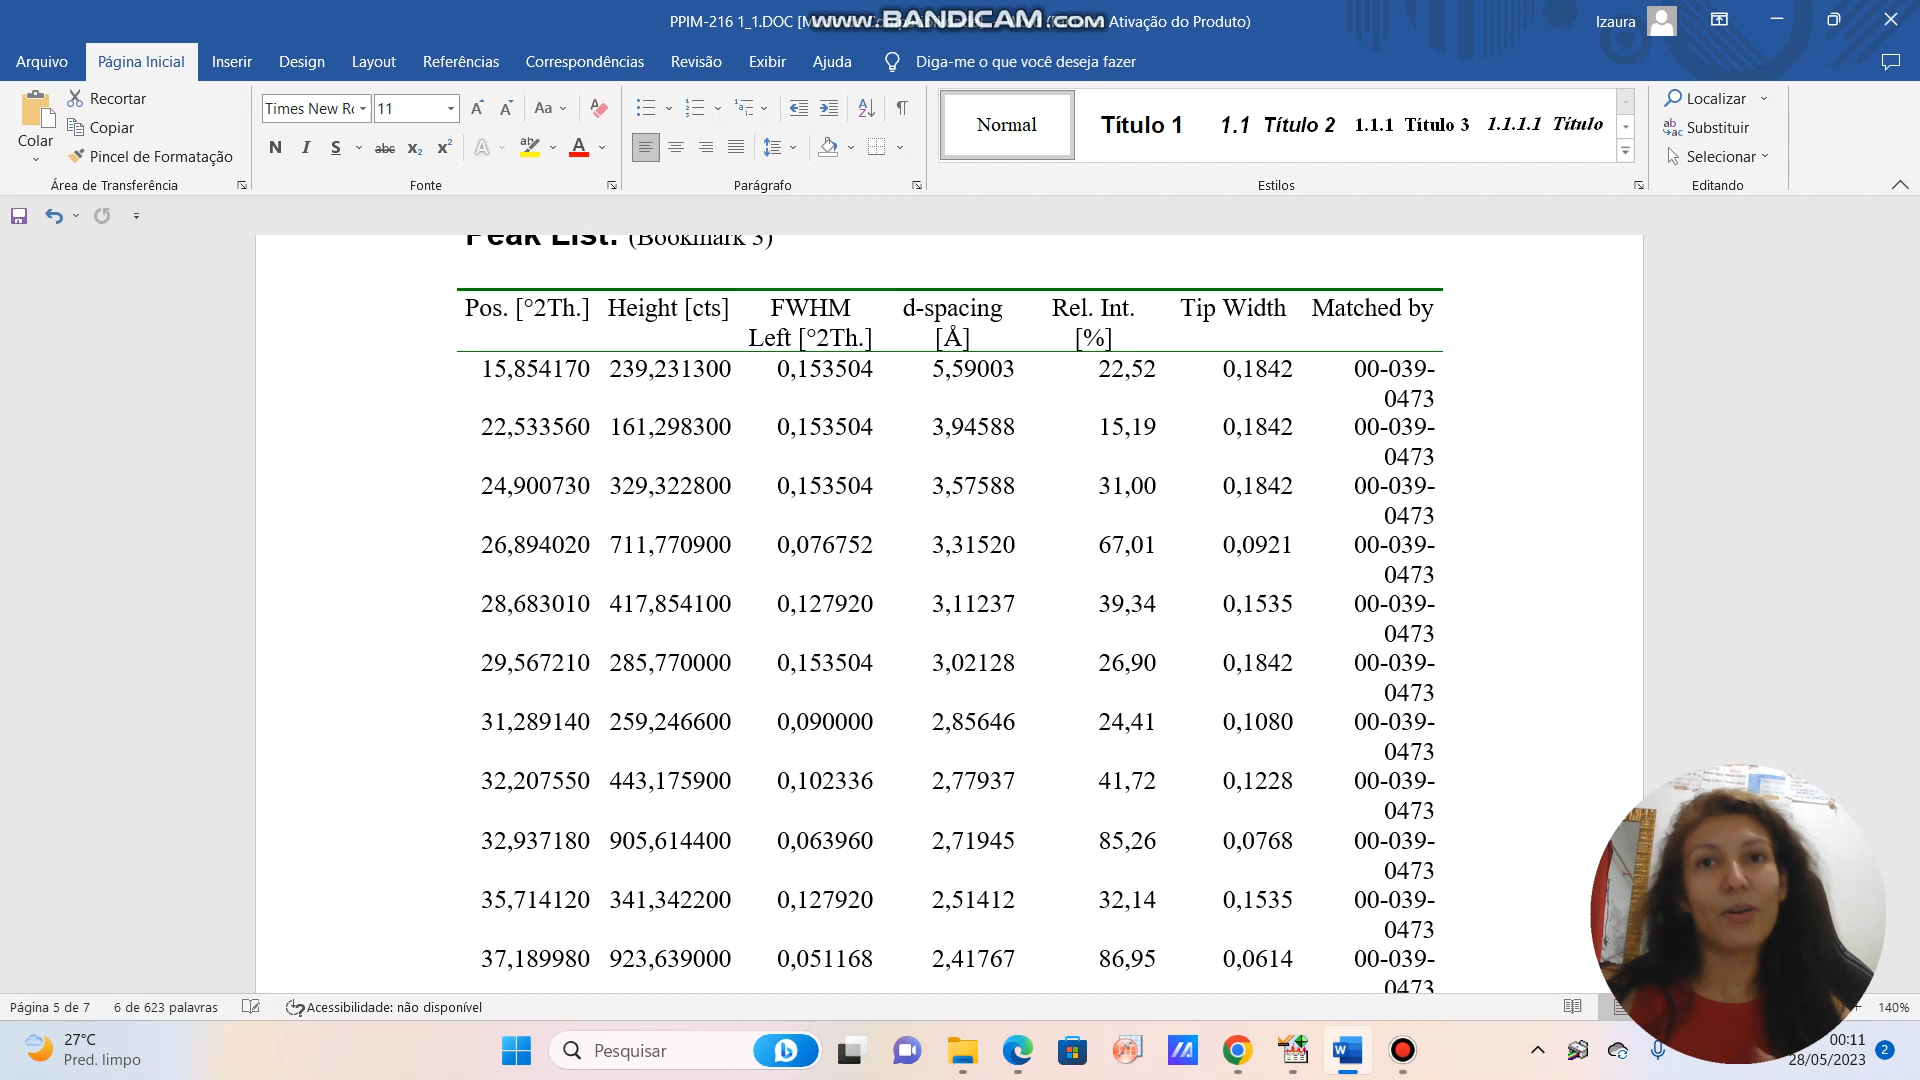 PPIM-216 1_1.DOC
www.BANDICAM.com
Ativação do Produto)
Izaura
Arquivo Página Inicial Inserir Design Layout Referências Correspondências Revisão Exibir Ajuda Diga-me o que você deseja fazer
Colar
Recortar
Copiar
Pincel de Formatação
Área de Transferência
Times New R 11
Aa
N I S abc x₂ x² A ab A
Fonte
Parágrafo
Normal Título 1 1.1 Título 2 1.1.1 Título 3 1.1.1.1 Título
Estilos
Localizar
Substituir
Selecionar
Editando
Peak List: (Bookmark 3)
Pos. [°2Th.] Height [cts] FWHM d-spacing Rel. Int. Tip Width Matched by
Left [°2Th.] [Å] [%]
15,854170 239,231300 0,153504 5,59003 22,52 0,1842 00-039-
0473
22,533560 161,298300 0,153504 3,94588 15,19 0,1842 00-039-
0473
24,900730 329,322800 0,153504 3,57588 31,00 0,1842 00-039-
0473
26,894020 711,770900 0,076752 3,31520 67,01 0,0921 00-039-
0473
28,683010 417,854100 0,127920 3,11237 39,34 0,1535 00-039-
0473
29,567210 285,770000 0,153504 3,02128 26,90 0,1842 00-039-
0473
31,289140 259,246600 0,090000 2,85646 24,41 0,1080 00-039-
0473
32,207550 443,175900 0,102336 2,77937 41,72 0,1228 00-039-
0473
32,937180 905,614400 0,063960 2,71945 85,26 0,0768 00-039-
0473
35,714120 341,342200 0,127920 2,51412 32,14 0,1535 00-039-
0473
37,189980 923,639000 0,051168 2,41767 86,95 0,0614 00-039-
0473
Página 5 de 7 6 de 623 palavras Acessibilidade: não disponível 140%
27°C
Pred. limpo
Pesquisar
00:11
28/05/2023
2